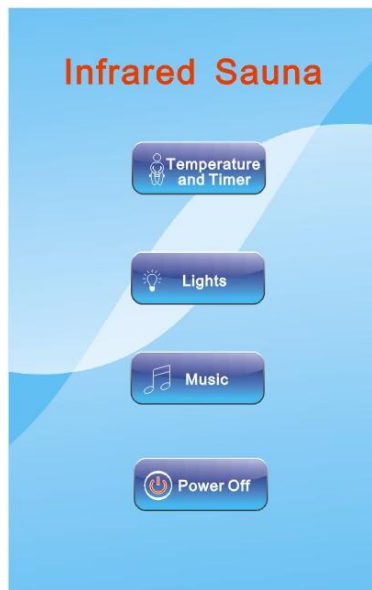 Infrared Sauna
Temperature
and Timer
Lights
Music
Power Off